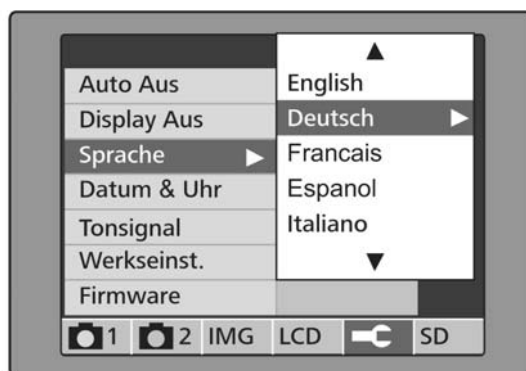 Auto Aus
Display Aus
Sprache
Datum & Uhr
Tonsignal
Werkseinst.
Firmware
English
Deutsch
Francais
Espanol
Italiano
1 2 IMG LCD SD